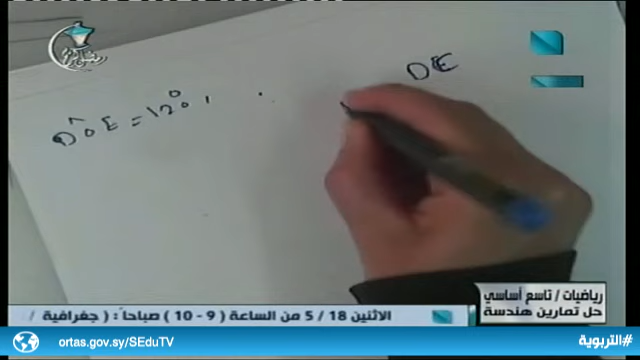 DE
DÔE = 120°,
رياضيات / تاسع أساسي
حل تمارين هندسة
الاثنين 18 / 5 من الساعة ( 9 - 10 ) صباحاً : ( جغرافية /
ortas.gov.sy/SEduTV
#التربوية